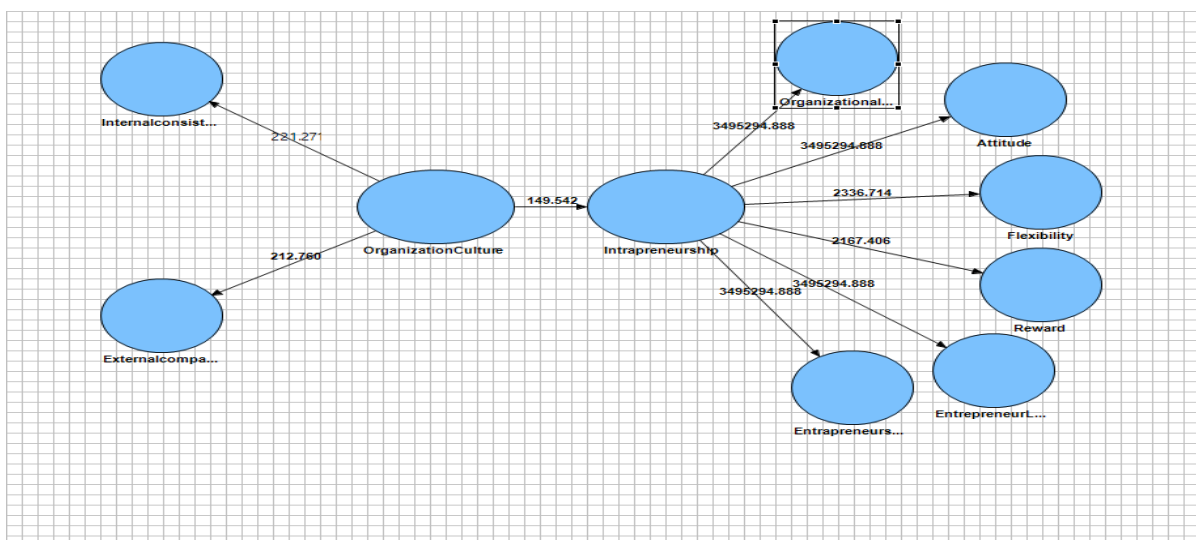 Organizational...
3495294.888
Internalconsist...
221.271
3495294.888
Attitude
2336.714
149.542
Flexibility
OrganizationCulture
Intrapreneurship
2167.406
212.760
3495294.888
3495294.888
Reward
Externalcompa...
EntrepreneurL...
Entrapreneurs...